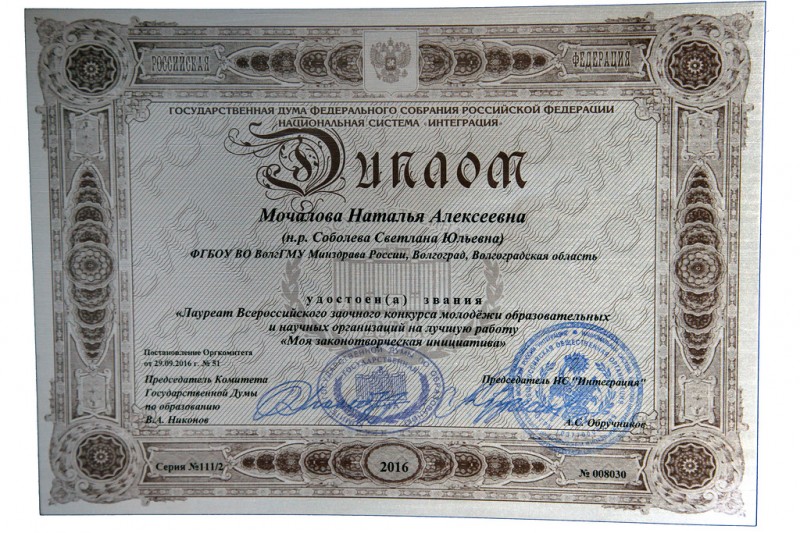 РОССИЙСКАЯ ФЕДЕРАЦИЯ
ГОСУДАРСТВЕННАЯ ДУМА ФЕДЕРАЛЬНОГО СОБРАНИЯ РОССИЙСКОЙ ФЕДЕРАЦИИ
НАЦИОНАЛЬНАЯ СИСТЕМА «ИНТЕГРАЦИЯ»
Диплом
Мочалова Наталья Алексеевна
(н.р. Соболева Светлана Юльевна)
ФГБОУ ВО ВолгГМУ Минздрава России, Волгоград, Волгоградская область
удостоен(а) звания
«Лауреат Всероссийского заочного конкурса молодёжи образовательных
и научных организаций на лучшую работу
«Моя законотворческая инициатива»
Постановление Оргкомитета
от 29.09.2016 г. № 51
Председатель Комитета
Государственной Думы
по образованию
В.А. Никонов
Председатель НС "Интеграция"
А.С. Обручников
Серия №111/2
2016
№ 008030